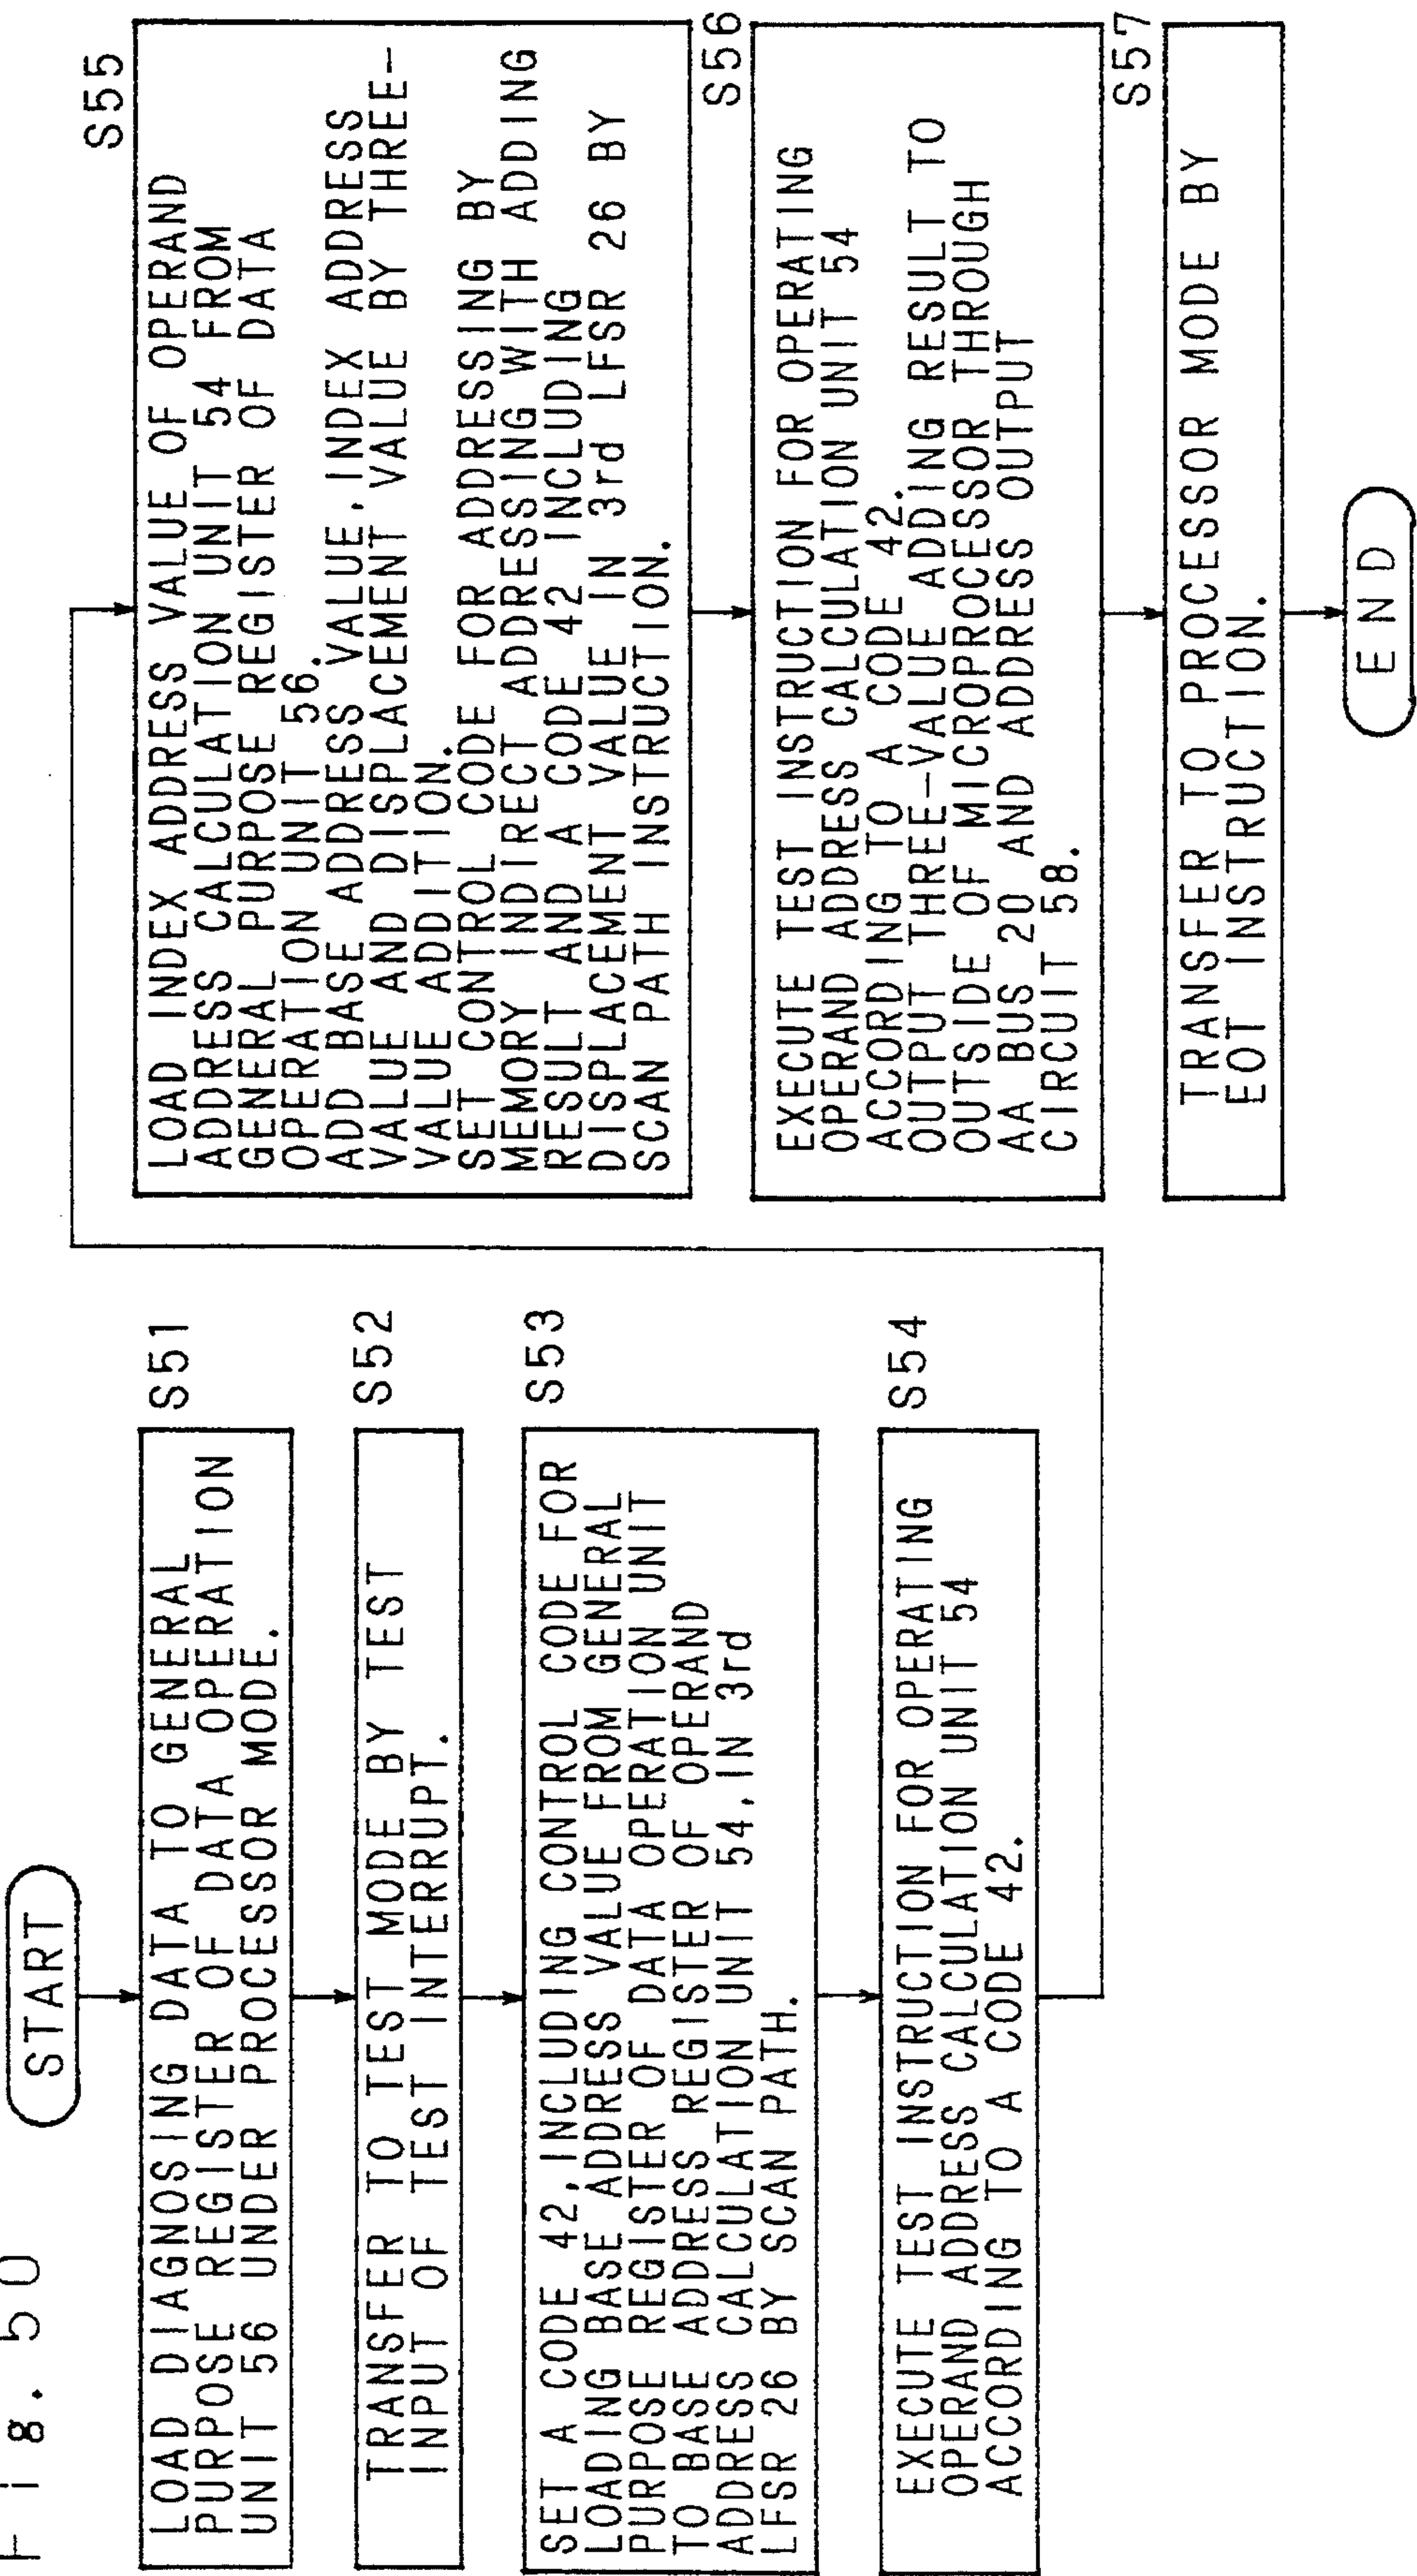 Fig. 50
START
S51
LOAD DIAGNOSING DATA TO GENERAL
PURPOSE REGISTER OF DATA OPERATION
UNIT 56 UNDER PROCESSOR MODE.
S52
TRANSFER TO TEST MODE BY TEST
INPUT OF TEST INTERRUPT.
S53
SET A CODE 42,INCLUDING CONTROL CODE FOR
LOADING BASE ADDRESS VALUE FROM GENERAL
PURPOSE REGISTER OF DATA OPERATION UNIT
TO BASE ADDRESS REGISTER OF OPERAND
ADDRESS CALCULATION UNIT 54,IN 3rd
LFSR 26 BY SCAN PATH.
S54
EXECUTE TEST INSTRUCTION FOR OPERATING
OPERAND ADDRESS CALCULATION UNIT 54
ACCORDING TO A CODE 42.
S55
LOAD INDEX ADDRESS VALUE OF OPERAND
ADDRESS CALCULATION UNIT 54 FROM
GENERAL PURPOSE REGISTER OF DATA
OPERATION UNIT 56.
ADD BASE ADDRESS VALUE,INDEX ADDRESS
VALUE AND DISPLACEMENT VALUE BY THREE-
VALUE ADDITION.
SET CONTROL CODE FOR ADDRESSING BY
MEMORY INDIRECT ADDRESSING WITH ADDING
RESULT AND A CODE 42 INCLUDING
DISPLACEMENT VALUE IN 3rd LFSR 26 BY
SCAN PATH INSTRUCTION.
S56
EXECUTE TEST INSTRUCTION FOR OPERATING
OPERAND ADDRESS CALCULATION UNIT 54
ACCORDING TO A CODE 42.
OUTPUT THREE-VALUE ADDING RESULT TO
OUTSIDE OF MICROPROCESSOR THROUGH
AA BUS 20 AND ADDRESS OUTPUT
CIRCUIT 58.
S57
TRANSFER TO PROCESSOR MODE BY
EOT INSTRUCTION.
END